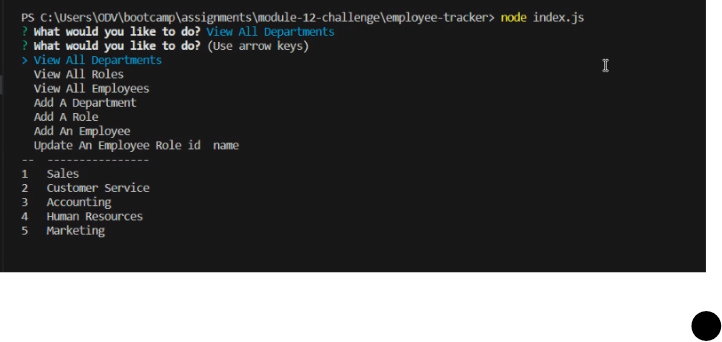 PS C:\Users\ODV\bootcamp\assignments\module-12-challenge\employee-tracker> node index.js
? What would you like to do? View All Departments
? What would you like to do? (Use arrow keys)
> View All Departments
View All Roles
View All Employees
Add A Department
Add A Role
Add An Employee
Update An Employee Role id  name
--  ----------------
1   Sales
2   Customer Service
3   Accounting
4   Human Resources
5   Marketing